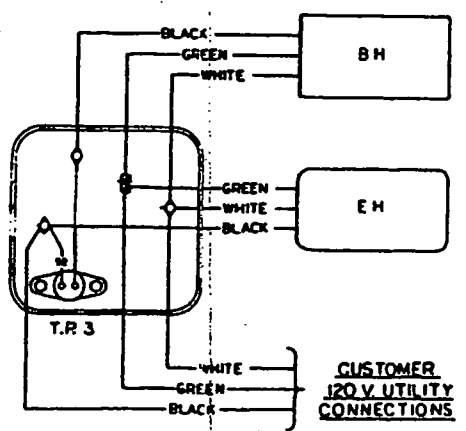 BLACK
GREEN
WHITE
BH
GREEN
WHITE
BLACK
EH
T.P. 3
WHITE
GREEN
BLACK
CUSTOMER
120 V. UTILITY
CONNECTIONS